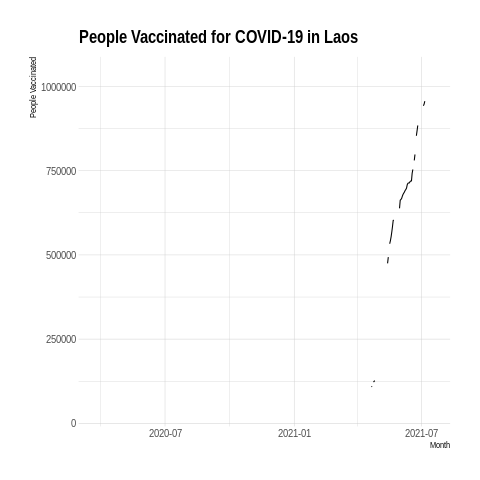 People Vaccinated for COVID-19 in Laos
People Vaccinated
1000000
750000
500000
250000
0
2020-07 2021-01 2021-07
Month